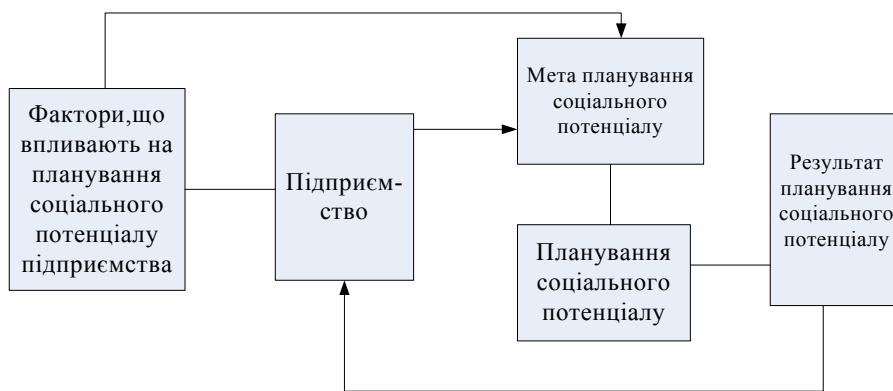 Фактори,що
впливають на
планування
соціального
потенціалу
підприємства
Підприєм-
ство
Мета планування
соціального
потенціалу
Планування
соціального
потенціалу
Результат
планування
соціального
потенціалу